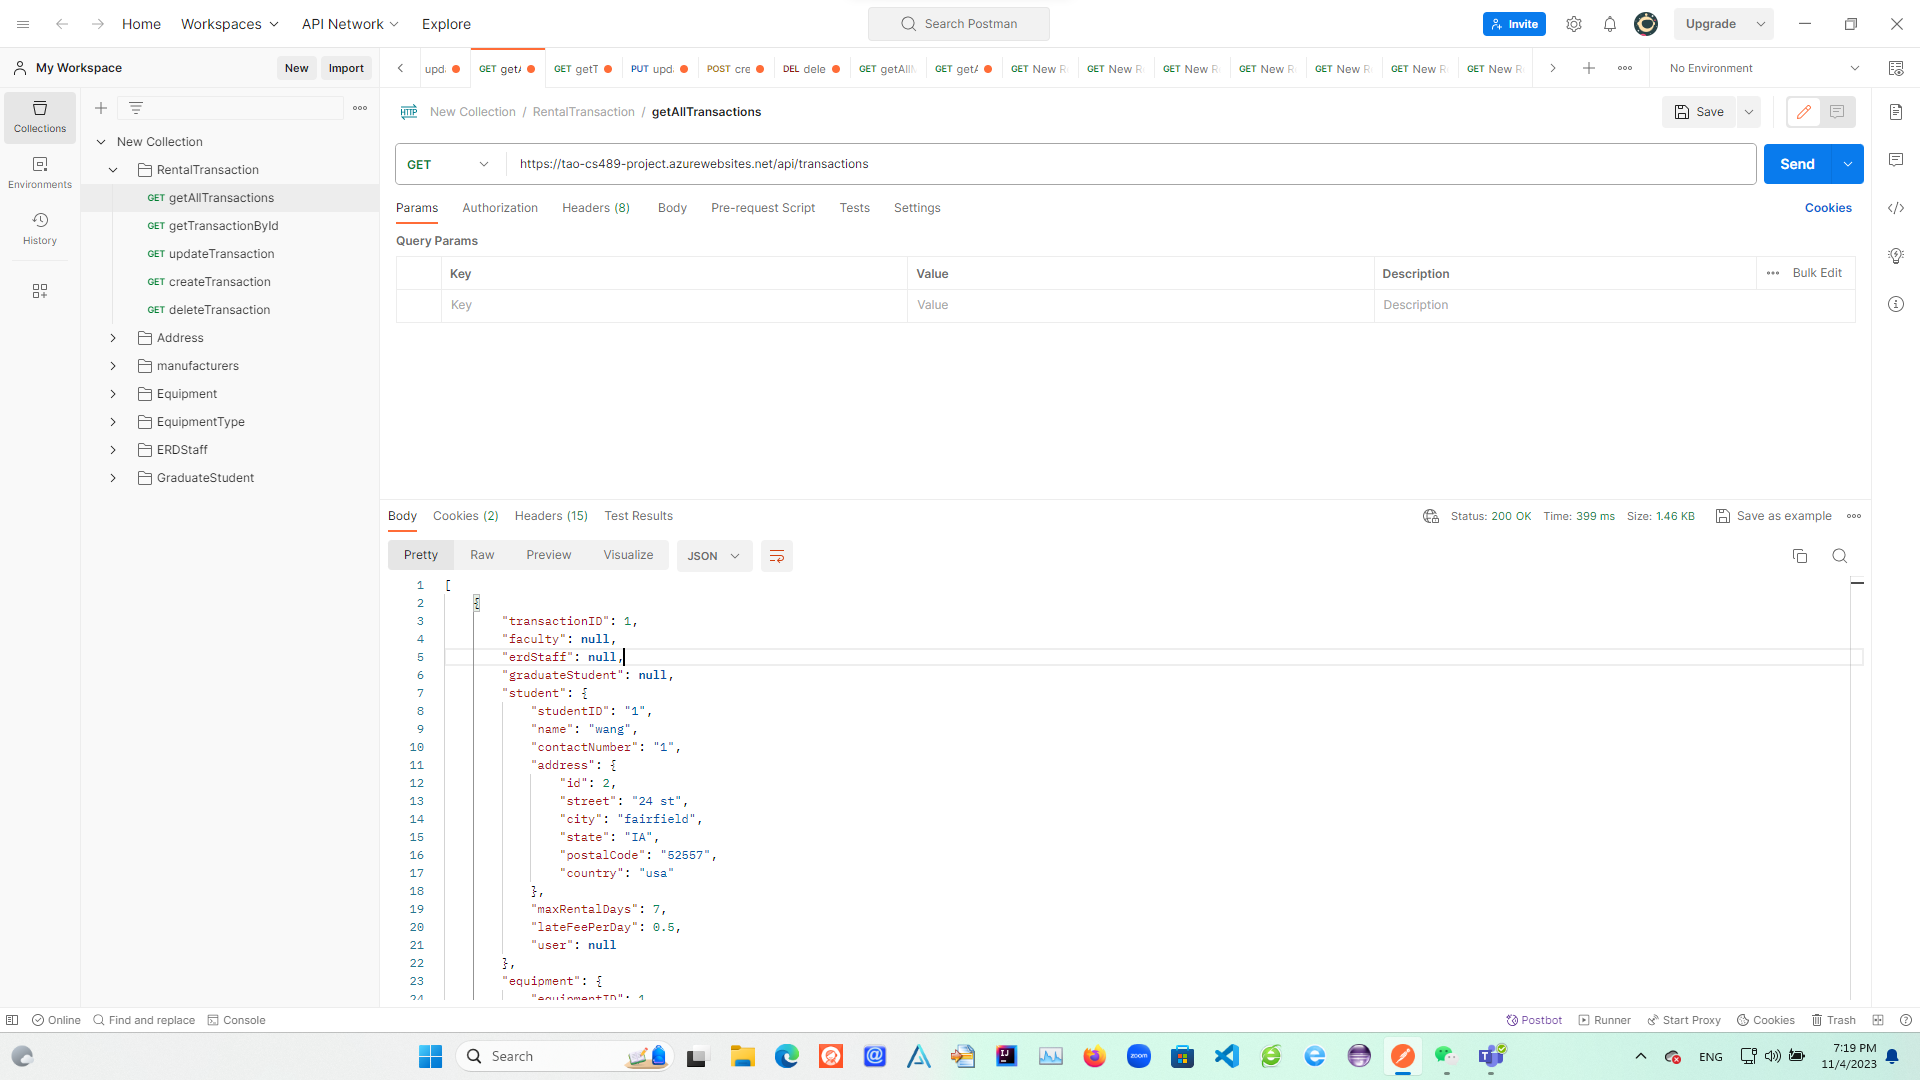 Home Workspaces API Network Explore Search Postman Invite Upgrade
My Workspace New Import
upd GET get GET getT PUT upd POST cre DEL dele GET getAll GET get GET New R GET New R GET New R GET New R GET New R GET New R GET New R No Environment
Collections
Environments
History
New Collection
RentalTransaction
GET getAllTransactions
GET getTransactionById
GET updateTransaction
GET createTransaction
GET deleteTransaction
Address
manufacturers
Equipment
EquipmentType
ERDStaff
GraduateStudent
HTTP New Collection / RentalTransaction / getAllTransactions Save
GET https://tao-cs489-project.azurewebsites.net/api/transactions Send
Params Authorization Headers (8) Body Pre-request Script Tests Settings Cookies
Query Params
Key Value Description Bulk Edit
Key Value Description
Body Cookies (2) Headers (15) Test Results Status: 200 OK Time: 399 ms Size: 1.46 KB Save as example
Pretty Raw Preview Visualize JSON
1 [
2 {
3 "transactionID": 1,
4 "faculty": null,
5 "erdStaff": null,
6 "graduateStudent": null,
7 "student": {
8 "studentID": "1",
9 "name": "wang",
10 "contactNumber": "1",
11 "address": {
12 "id": 2,
13 "street": "24 st",
14 "city": "fairfield",
15 "state": "IA",
16 "postalCode": "52557",
17 "country": "usa"
18 },
19 "maxRentalDays": 7,
20 "lateFeePerDay": 0.5,
21 "user": null
22 },
23 "equipment": {
24 "equipmentID": 1
Online Find and replace Console Postbot Runner Start Proxy Cookies Trash
Search zoom ENG 7:19 PM
11/4/2023